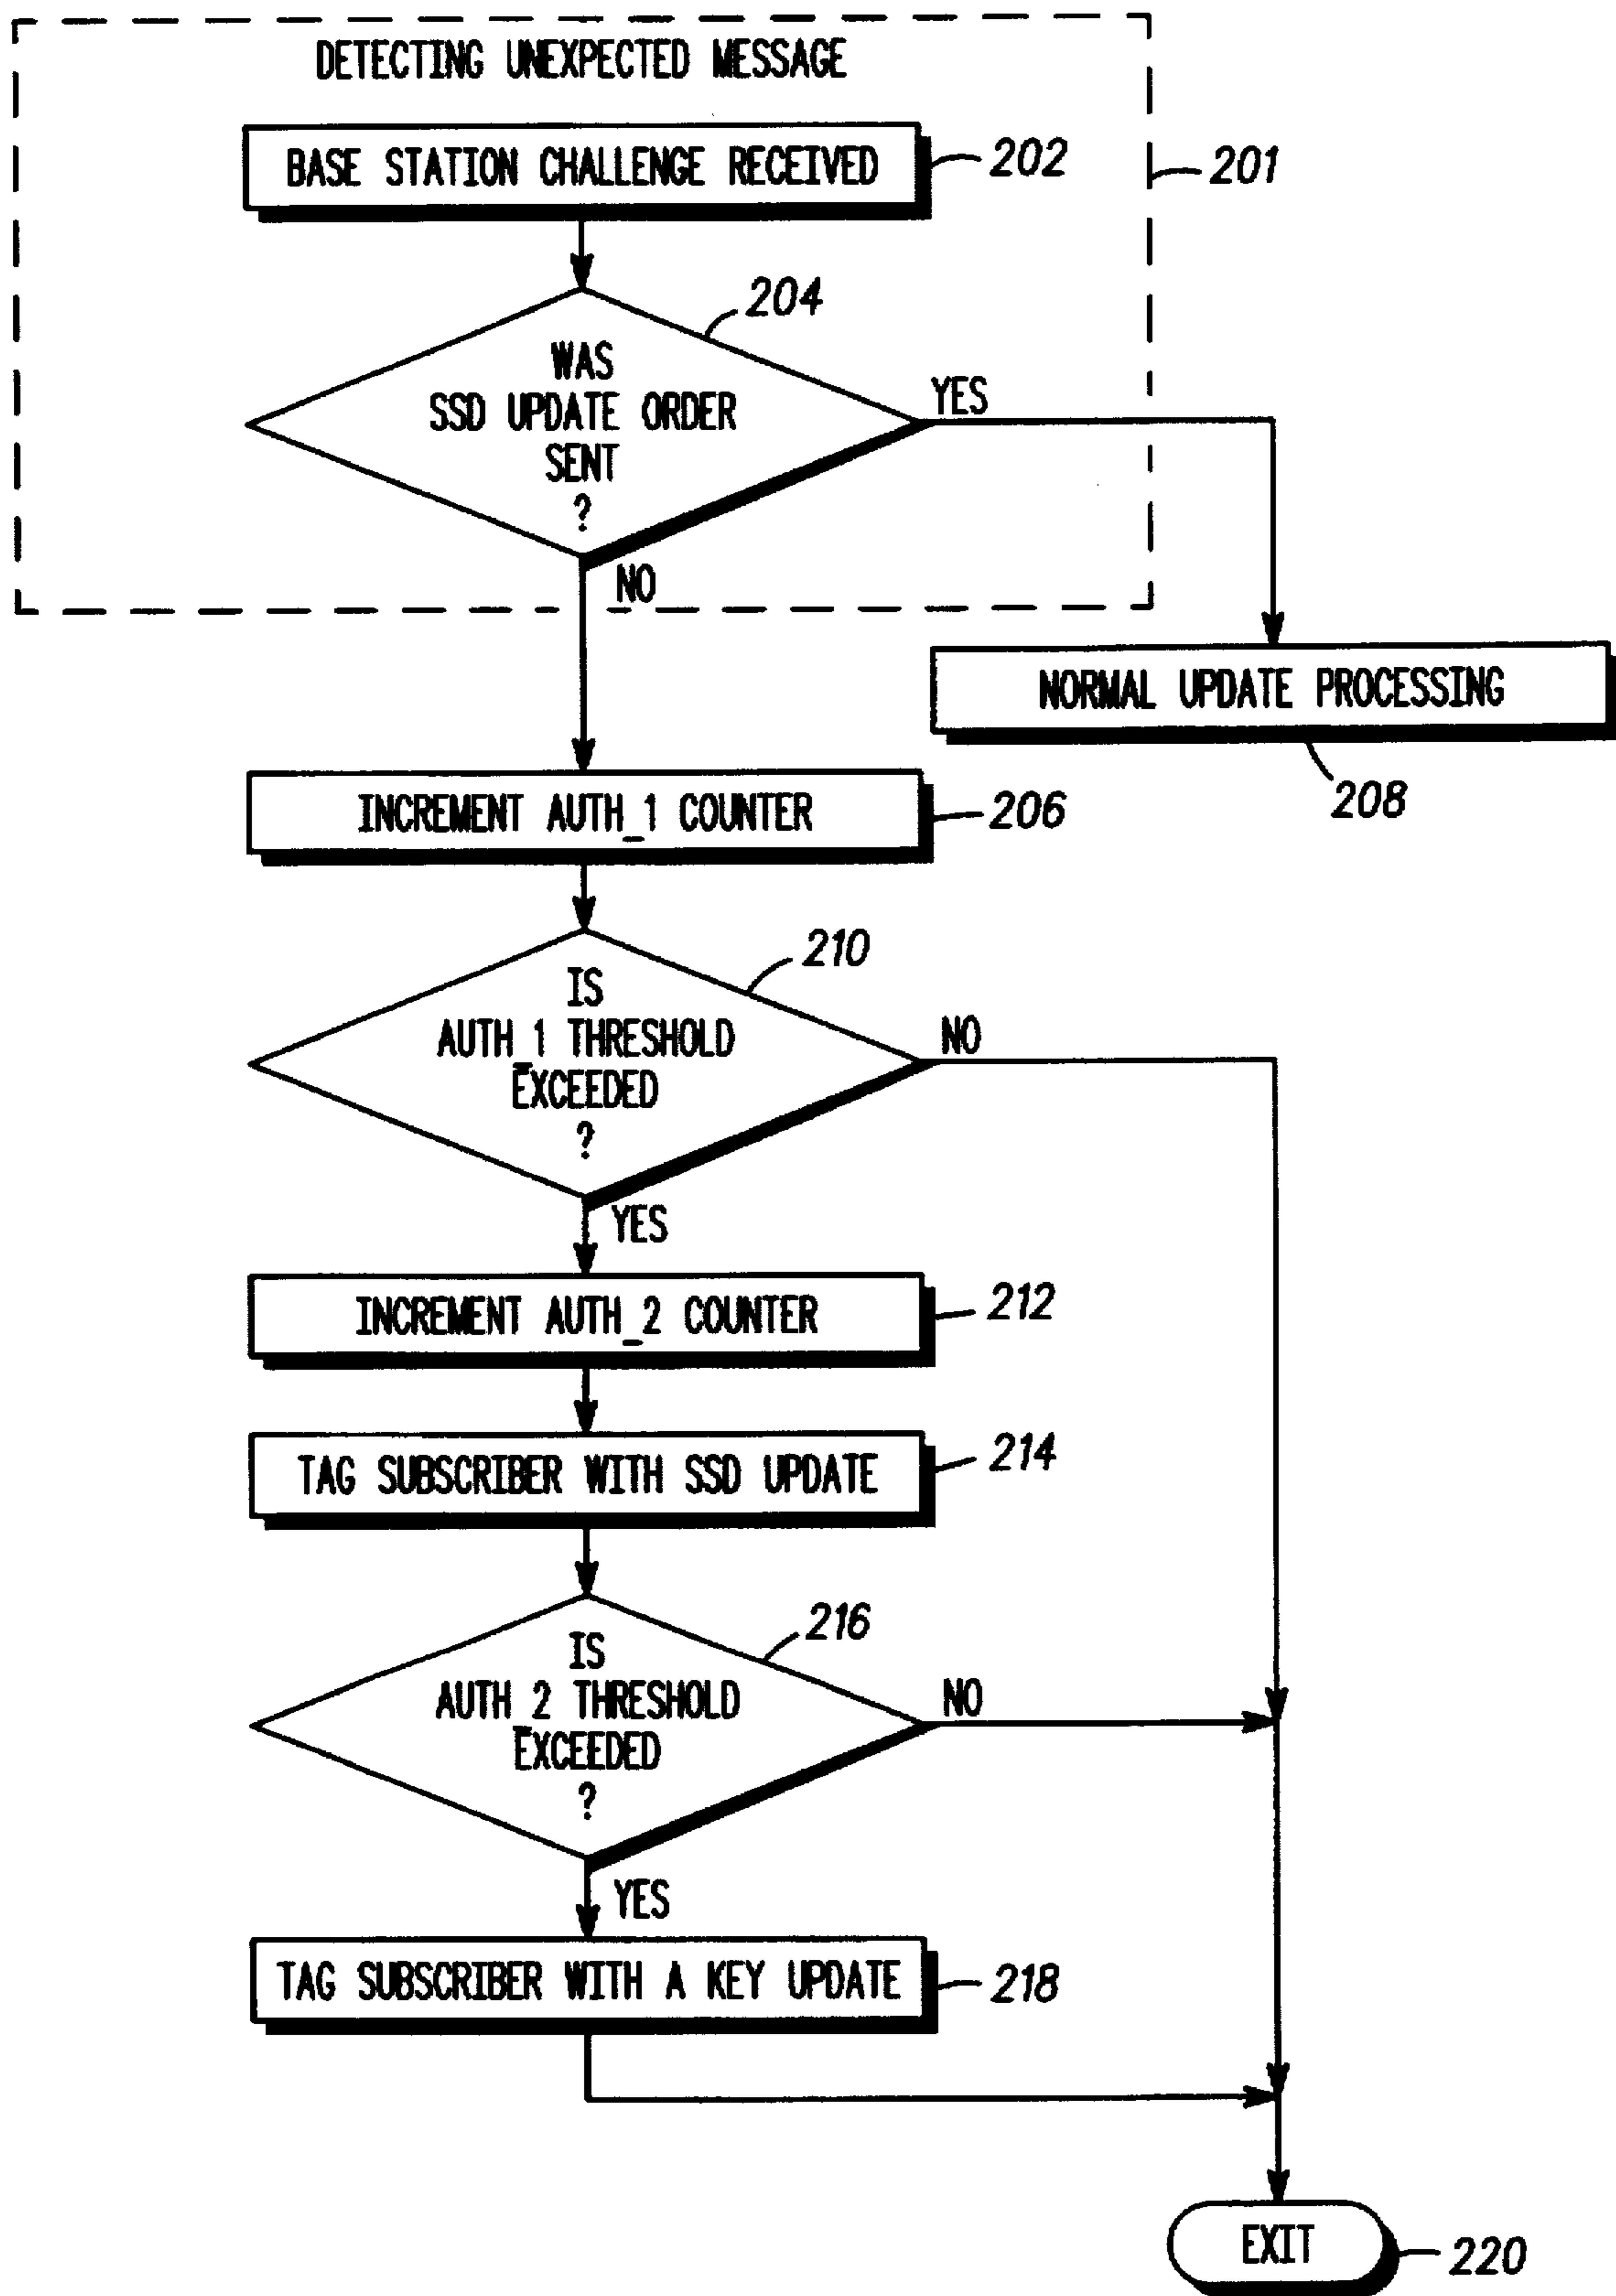 DETECTING UNEXPECTED MESSAGE
BASE STATION CHALLENGE RECEIVED
202
201
204
WAS
SSD UPDATE ORDER
SENT
?
YES
NO
NORMAL UPDATE PROCESSING
208
INCREMENT AUTH_1 COUNTER
206
210
IS
AUTH_1 THRESHOLD
EXCEEDED
?
NO
YES
INCREMENT AUTH_2 COUNTER
212
TAG SUBSCRIBER WITH SSD UPDATE
214
216
IS
AUTH_2 THRESHOLD
EXCEEDED
?
NO
YES
TAG SUBSCRIBER WITH A KEY UPDATE
218
EXIT
220